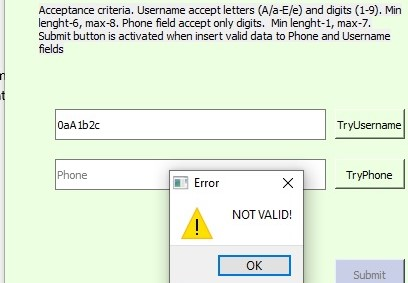 Acceptance criteria. Username accept letters (A/a-E/e) and digits (1-9). Min
lenght-6, max-8. Phone field accept only digits. Min lenght-1, max-7.
Submit button is activated when insert valid data to Phone and Username
fields
0aA1b2c
TryUsername
Phone
TryPhone
Error
NOT VALID!
OK
Submit